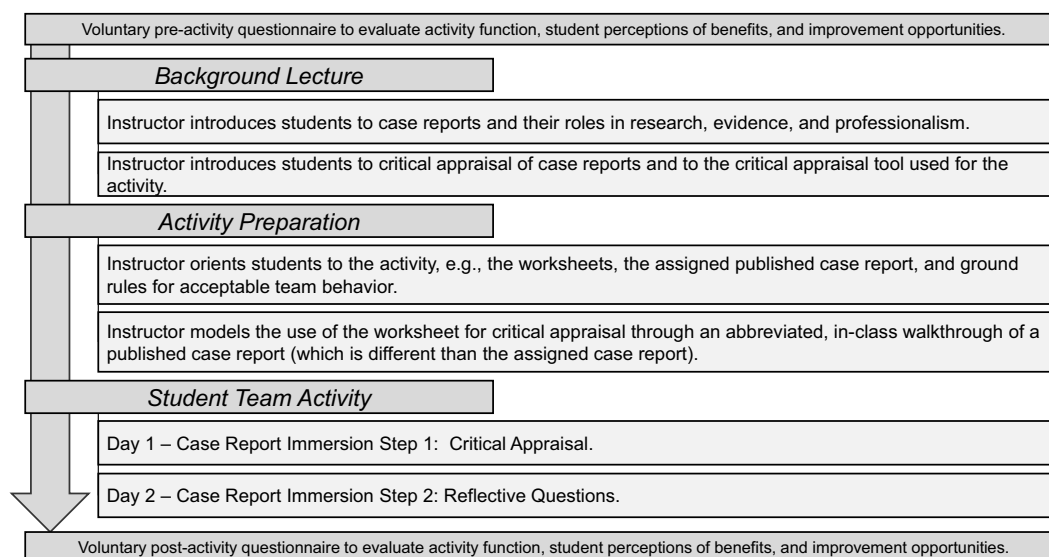 Voluntary pre-activity questionnaire to evaluate activity function, student perceptions of benefits, and improvement opportunities.
Background Lecture
Instructor introduces students to case reports and their roles in research, evidence, and professionalism.
Instructor introduces students to critical appraisal of case reports and to the critical appraisal tool used for the
activity.
Activity Preparation
Instructor orients students to the activity, e.g., the worksheets, the assigned published case report, and ground
rules for acceptable team behavior.
Instructor models the use of the worksheet for critical appraisal through an abbreviated, in-class walkthrough of a
published case report (which is different than the assigned case report).
Student Team Activity
Day 1 – Case Report Immersion Step 1:  Critical Appraisal.
Day 2 – Case Report Immersion Step 2: Reflective Questions.
Voluntary post-activity questionnaire to evaluate activity function, student perceptions of benefits, and improvement opportunities.